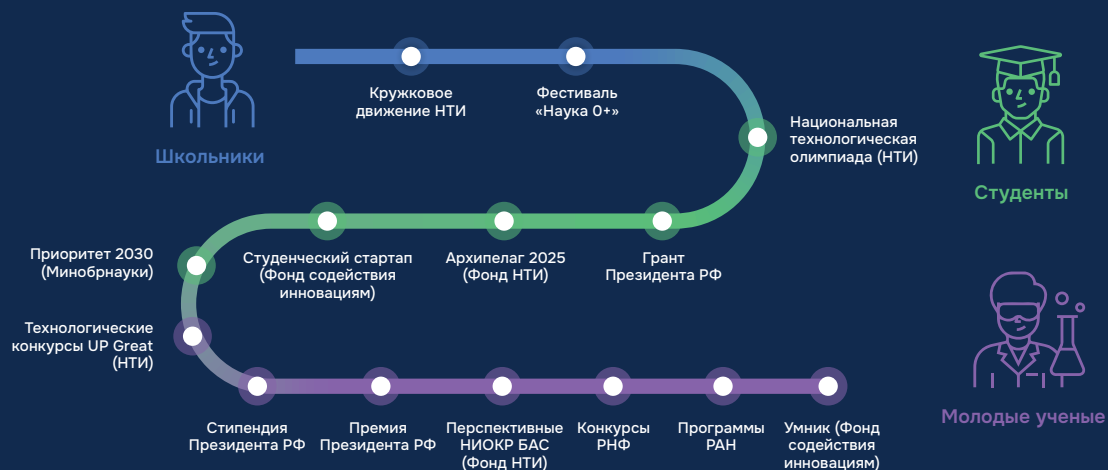 Школьники
Кружковое
движение НТИ
Фестиваль
«Наука 0+»
Национальная
технологическая
олимпиада (НТИ)
Студенты
Грант
Президента РФ
Архипелаг 2025
(Фонд НТИ)
Студенческий стартап
(Фонд содействия
инновациям)
Приоритет 2030
(Минобрнауки)
Технологические
конкурсы UP Great
(НТИ)
Стипендия
Президента РФ
Премия
Президента РФ
Перспективные
НИОКР БАС
(Фонд НТИ)
Конкурсы
РНФ
Программы
РАН
Умник (Фонд
содействия
инновациям)
Молодые ученые